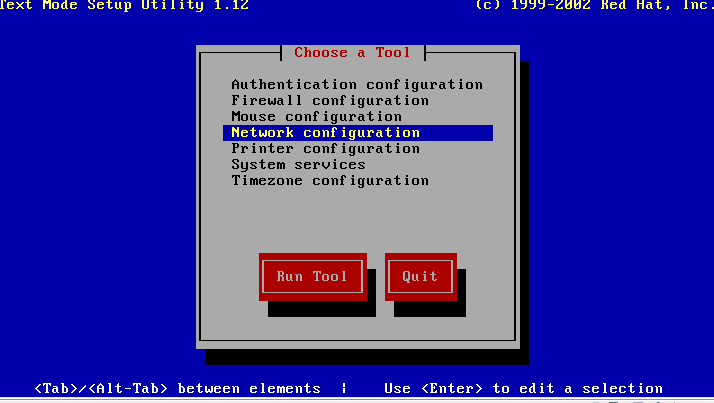 Text Mode Setup Utility 1.12 (c) 1999-2002 Red Hat, Inc.
Choose a Tool
Authentication configuration
Firewall configuration
Mouse configuration
Network configuration
Printer configuration
System services
Timezone configuration
Run Tool Quit
<Tab>/<Alt-Tab> between elements | Use <Enter> to edit a selection